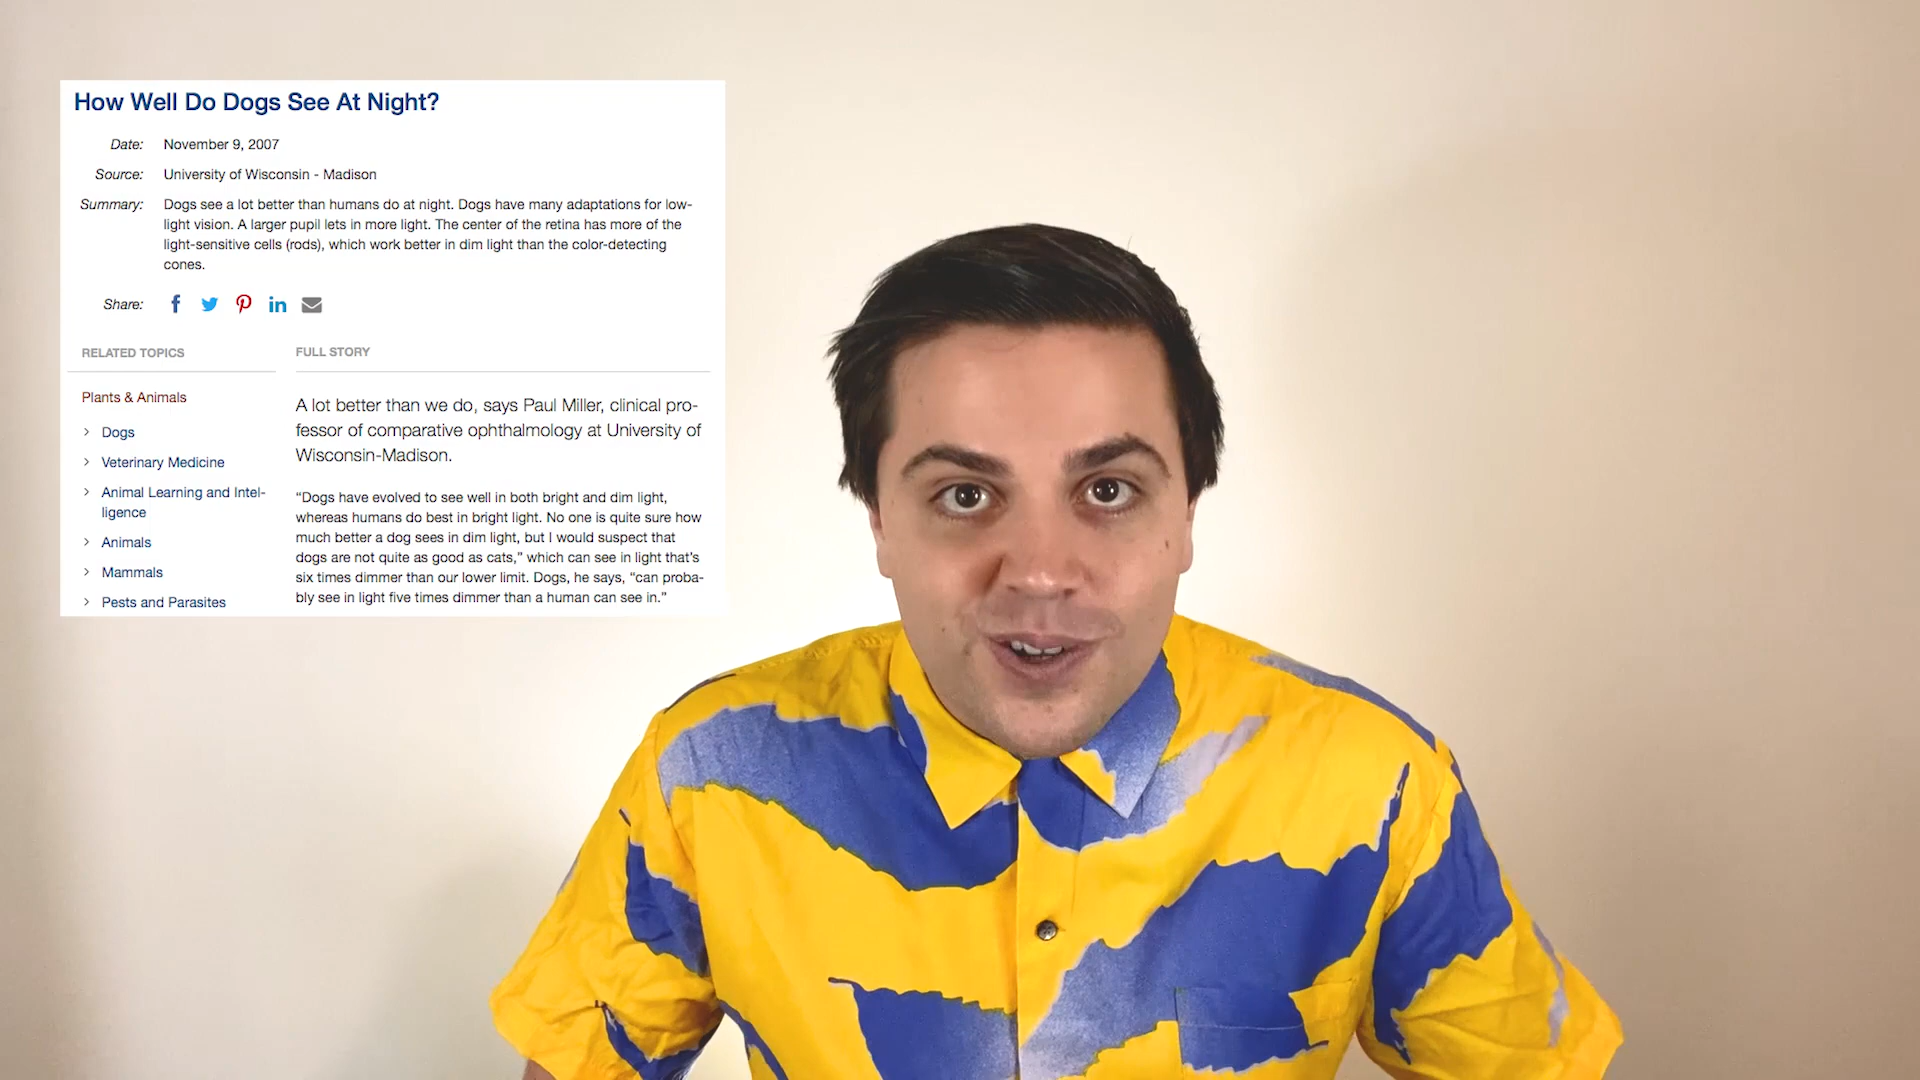 How Well Do Dogs See At Night?
Date: November 9, 2007
Source: University of Wisconsin - Madison
Summary: Dogs see a lot better than humans do at night. Dogs have many adaptations for low-
light vision. A larger pupil lets in more light. The center of the retina has more of the
light-sensitive cells (rods), which work better in dim light than the color-detecting
cones.
Share:
RELATED TOPICS
Plants & Animals
> Dogs
> Veterinary Medicine
> Animal Learning and Intel-
ligence
> Animals
> Mammals
> Pests and Parasites
FULL STORY
A lot better than we do, says Paul Miller, clinical pro-
fessor of comparative ophthalmology at University of
Wisconsin-Madison.
“Dogs have evolved to see well in both bright and dim light,
whereas humans do best in bright light. No one is quite sure how
much better a dog sees in dim light, but I would suspect that
dogs are not quite as good as cats,” which can see in light that’s
six times dimmer than our lower limit. Dogs, he says, “can proba-
bly see in light five times dimmer than a human can see in.”